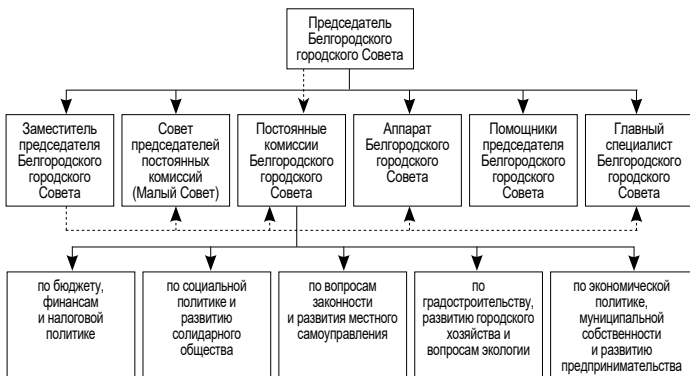 Председатель
Белгородского
городского Совета
Заместитель
председателя
Белгородского
городского
Совета
Совет
председателей
постоянных
комиссий
(Малый Совет)
Постоянные
комиссии
Белгородского
городского
Совета
Аппарат
Белгородского
городского
Совета
Помощники
председателя
Белгородского
городского
Совета
Главный
специалист
Белгородского
городского
Совета
по бюджету,
финансам
и налоговой
политике
по социальной
политике и
развитию
солидарного
общества
по вопросам
законности
и развития местного
самоуправления
по
градостроительству,
развитию городского
хозяйства и
вопросам экологии
по экономической
политике,
муниципальной
собственности
и развитию
предпринимательства